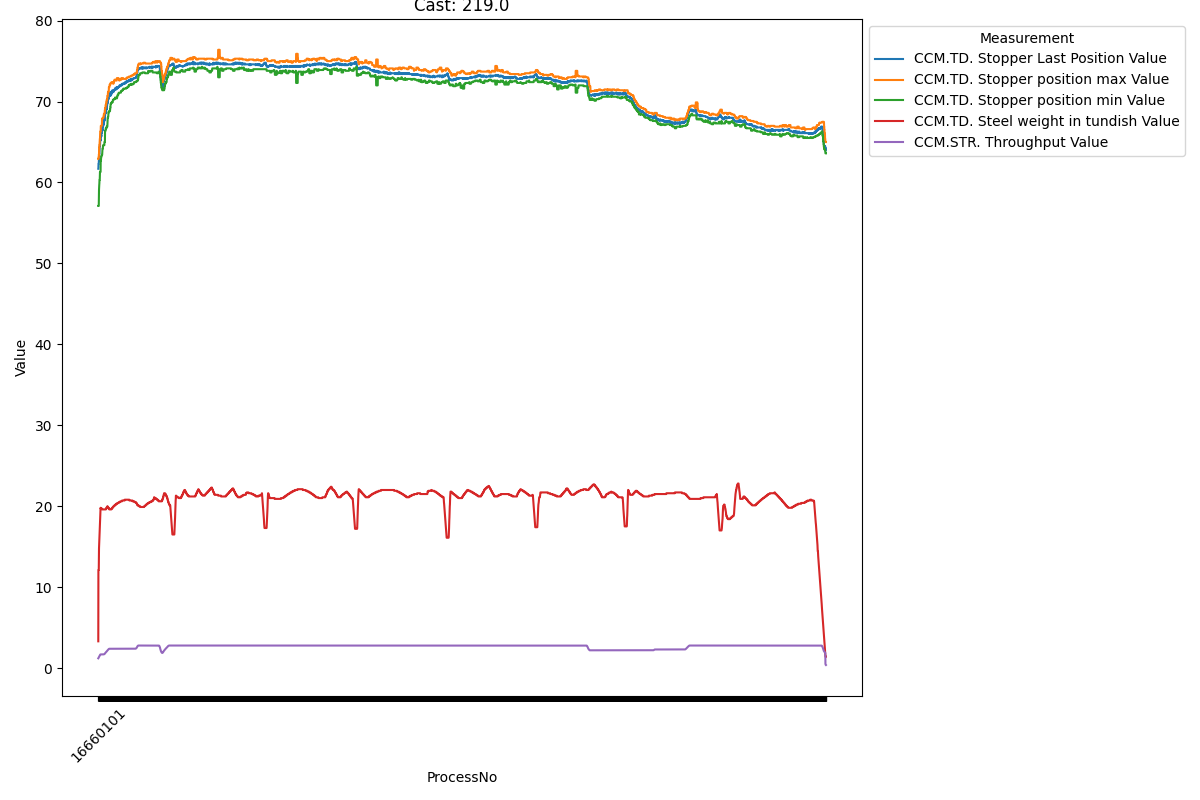 Cast: 219.0
80
70
60
50
40
30
20
10
0
Value
16660101
ProcessNo
Measurement
CCM.TD. Stopper Last Position Value
CCM.TD. Stopper position max Value
CCM.TD. Stopper position min Value
CCM.TD. Steel weight in tundish Value
CCM.STR. Throughput Value